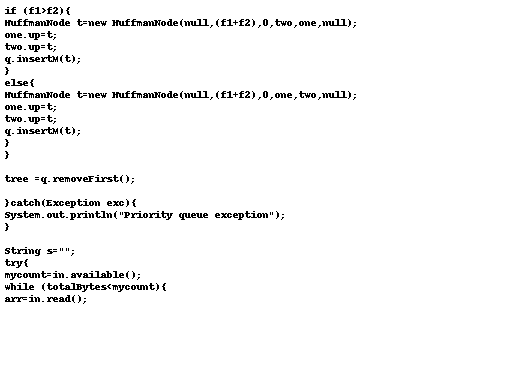 if (f1>f2){
HuffmanNode t=new HuffmanNode(null,(f1+f2),0,two,one,null);
one.up=t;
two.up=t;
q.insertM(t);
}
else{
HuffmanNode t=new HuffmanNode(null,(f1+f2),0,one,two,null);
one.up=t;
two.up=t;
q.insertM(t);
}
}
tree =q.removeFirst();
}catch(Exception exc){
System.out.println("Priority queue exception");
}
String s="";
try{
mycount=in.available();
while (totalBytes<mycount){
arr=in.read();